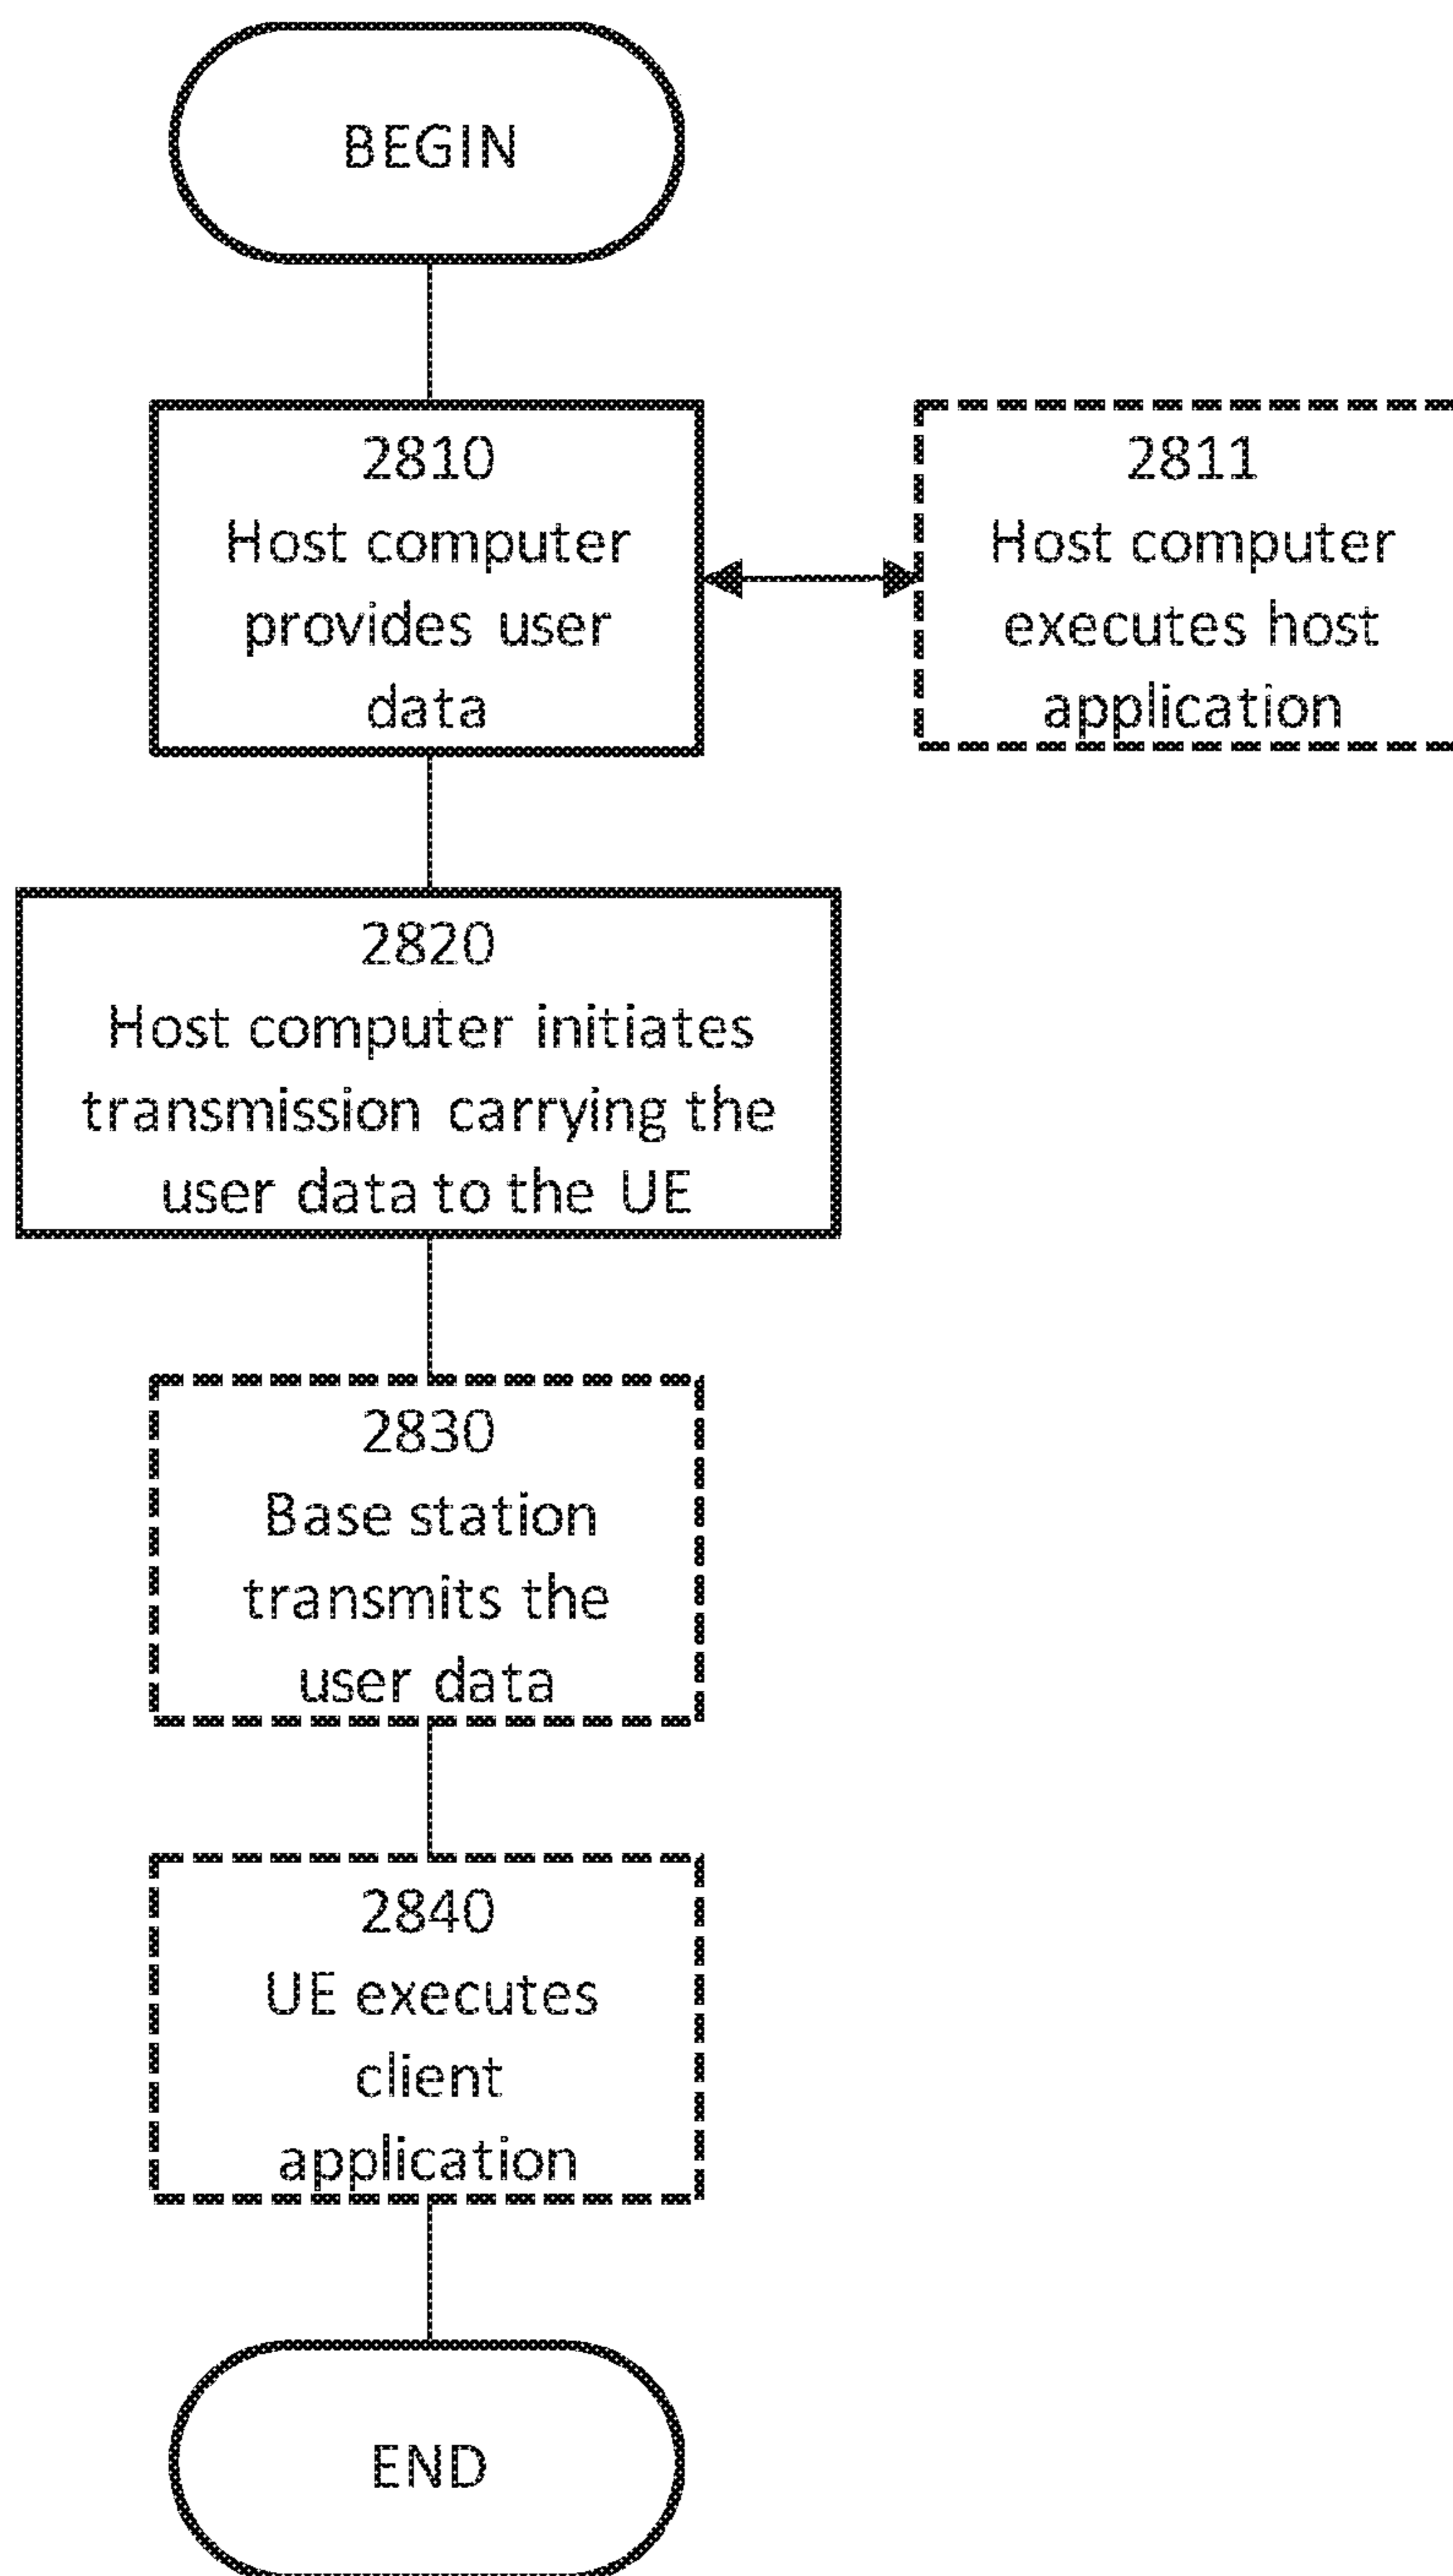 BEGIN
2810
Host computer
provides user
data
2811
Host computer
executes host
application
2820
Host computer initiates
transmission carrying the
user data to the UE
2830
Base station
transmits the
user data
2840
UE executes
client
application
END